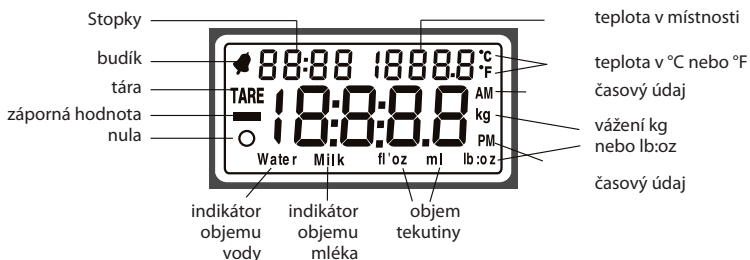 Stopky
budík
tára
záporná hodnota
nula
88:88 1888.8 °C
°F
TARE 18:8:8.8 AM
kg
PM
Water Milk fl'oz ml lb:oz
teplota v místnosti
teplota v °C nebo °F
časový údaj
vážení kg
nebo lb:oz
časový údaj
indikátor
objemu
vody
indikátor
objemu
mléka
objem
tekutiny